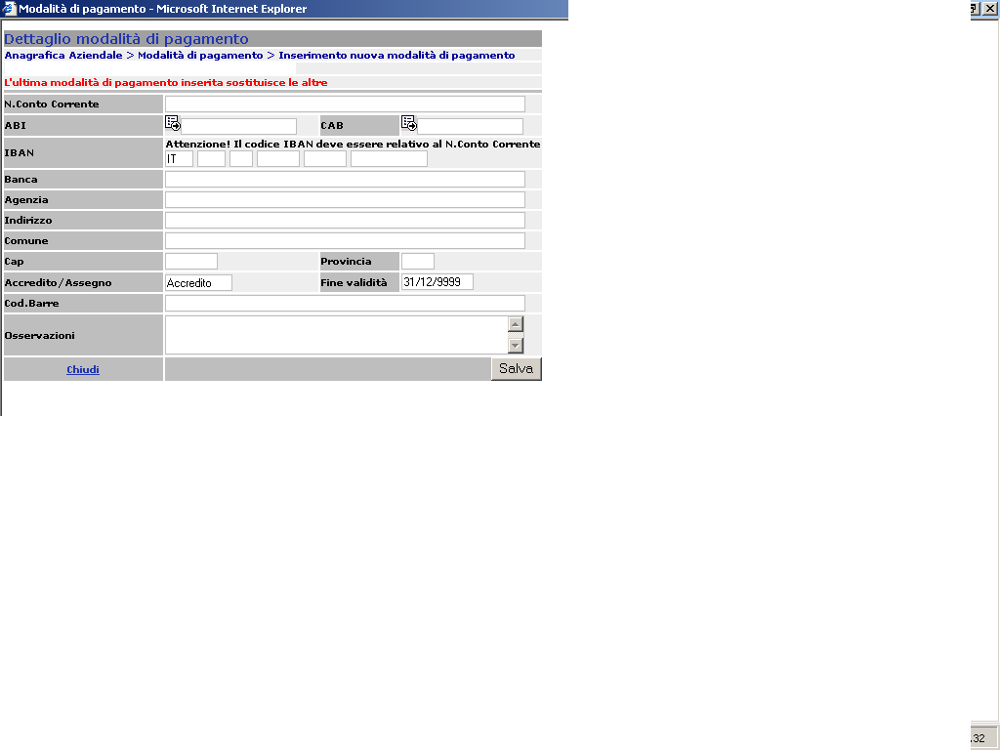 Modalità di pagamento - Microsoft Internet Explorer
Dettaglio modalità di pagamento
Anagrafica Aziendale > Modalità di pagamento > Inserimento nuova modalità di pagamento
L'ultima modalità di pagamento inserita sostituisce le altre
N.Conto Corrente
ABI CAB
Attenzione! Il codice IBAN deve essere relativo al N.Conto Corrente
IBAN IT
Banca
Agenzia
Indirizzo
Comune
Cap Provincia
Accredito/Assegno Accredito Fine validità 31/12/9999
Cod.Barre
Osservazioni
Chiudi Salva
.32